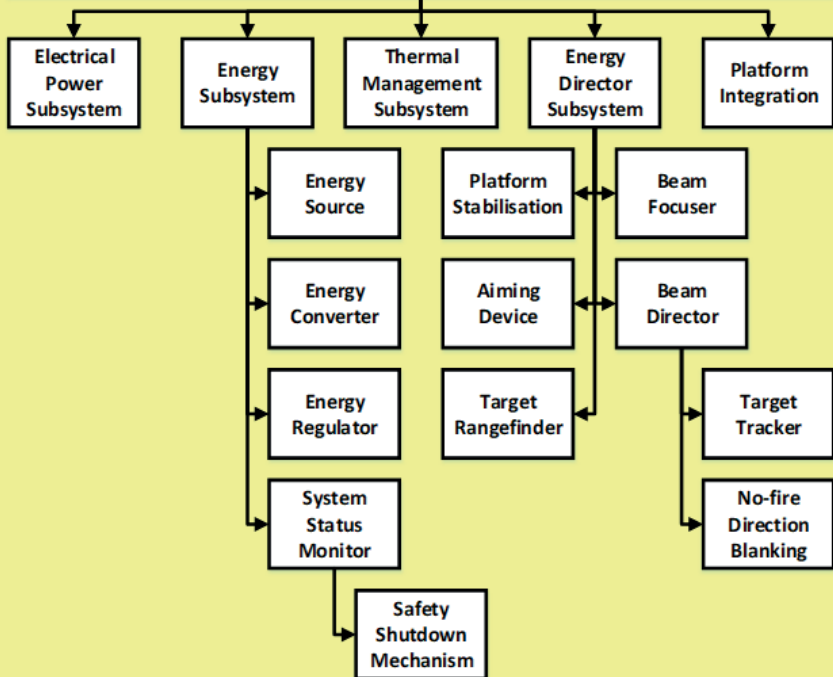 Electrical
Power
Subsystem
Energy
Subsystem
Thermal
Management
Subsystem
Energy
Director
Subsystem
Platform
Integration
Energy
Source
Platform
Stabilisation
Beam
Focuser
Energy
Converter
Aiming
Device
Beam
Director
Energy
Regulator
Target
Rangefinder
Target
Tracker
System
Status
Monitor
No-fire
Direction
Blanking
Safety
Shutdown
Mechanism